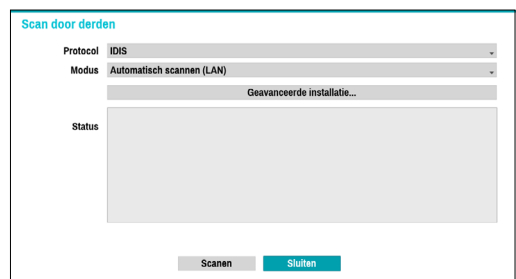 Scan door derden
Protocol IDIS
Modus Automatisch scannen (LAN)
Geavanceerde installatie...
Status
Scanen Sluiten